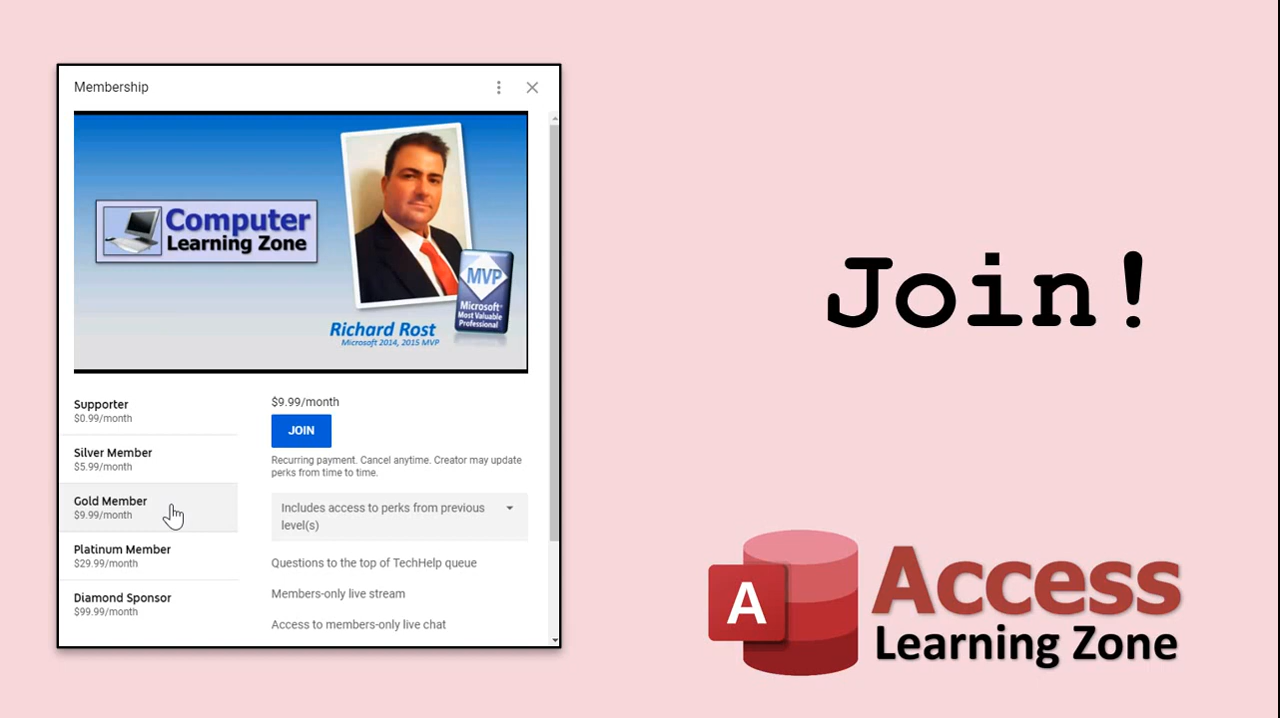 Membership
Computer
Learning Zone
MVP
Microsoft®
Most Valuable
Professional
Richard Rost
Microsoft 2014, 2015 MVP
Supporter
$0.99/month
Silver Member
$5.99/month
Gold Member
$9.99/month
Platinum Member
$29.99/month
Diamond Sponsor
$99.99/month
$9.99/month
JOIN
Recurring payment. Cancel anytime. Creator may update
perks from time to time.
Includes access to perks from previous
level(s)
Questions to the top of TechHelp queue
Members-only live stream
Access to members-only live chat
Join!
A
Access
Learning Zone